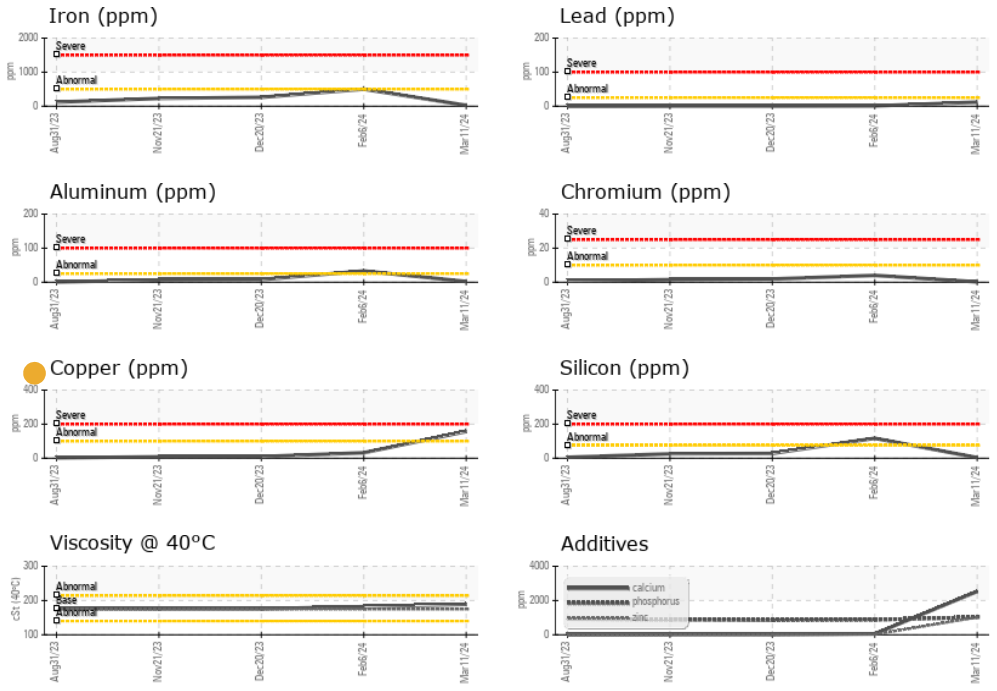 Iron (ppm)
2000
1000
0
ppm
Severe
Abnormal
Aug31/23
Nov21/23
Dec20/23
Feb6/24
Mar11/24
Lead (ppm)
200
100
0
ppm
Severe
Abnormal
Aug31/23
Nov21/23
Dec20/23
Feb6/24
Mar11/24
Aluminum (ppm)
200
100
0
ppm
Severe
Abnormal
Aug31/23
Nov21/23
Dec20/23
Feb6/24
Mar11/24
Chromium (ppm)
40
20
0
ppm
Severe
Abnormal
Aug31/23
Nov21/23
Dec20/23
Feb6/24
Mar11/24
Copper (ppm)
400
200
0
ppm
Severe
Abnormal
Aug31/23
Nov21/23
Dec20/23
Feb6/24
Mar11/24
Silicon (ppm)
400
200
0
ppm
Severe
Abnormal
Aug31/23
Nov21/23
Dec20/23
Feb6/24
Mar11/24
Viscosity @ 40°C
300
200
100
cSt (40°C)
Abnormal
Base
Abnormal
Aug31/23
Nov21/23
Dec20/23
Feb6/24
Mar11/24
Additives
4000
2000
0
ppm
calcium
phosphorus
zinc
Aug31/23
Nov21/23
Dec20/23
Feb6/24
Mar11/24